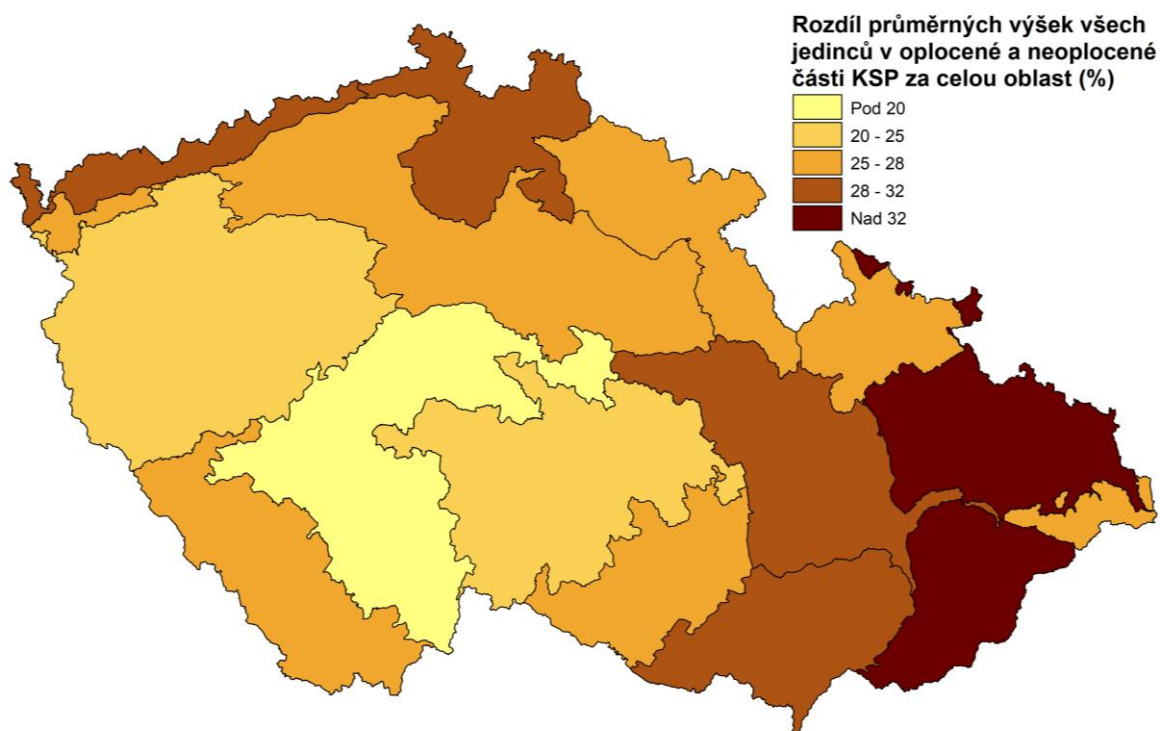 Rozdíl průměrných výšek všech
jedinců v oplocené a neoplocené
části KSP za celou oblast (%)
Pod 20
20 - 25
25 - 28
28 - 32
Nad 32